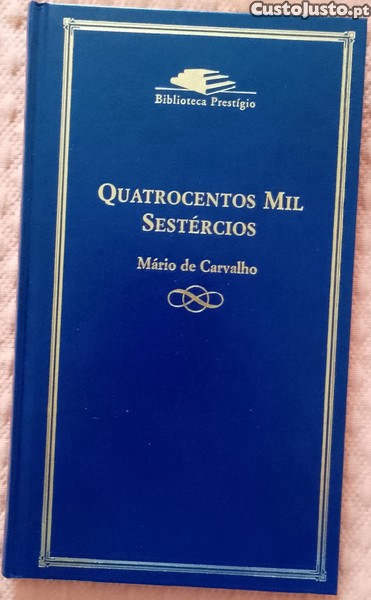 CustoJusto.pt
Biblioteca Prestígio
QUATROCENTOS MIL
SESTÉRCIOS
Mário de Carvalho